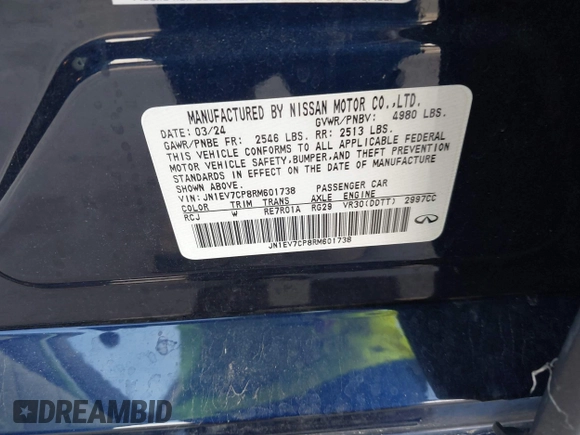 MANUFACTURED BY NISSAN MOTOR CO.,LTD.
DATE: 03/24 GVWR/PNBV: 4980 LBS.
GAWR/PNBE FR: 2546 LBS. RR: 2513 LBS.
THIS VEHICLE CONFORMS TO ALL APPLICABLE FEDERAL
MOTOR VEHICLE SAFETY, BUMPER, AND THEFT PREVENTION
STANDARDS IN EFFECT ON THE DATE OF MANUFACTURE
SHOWN ABOVE.
VIN: JN1EV7CP8RM601738 PASSENGER CAR
COLOR TRIM TRANS AXLE ENGINE
RCJ W RE7R01A RG29 VR30(DDTT) 2997CC
JN1EV7CP8RM601738
INFINITI
DREAMBID